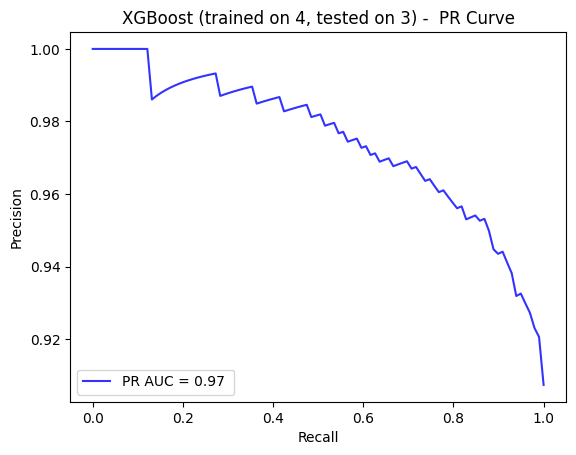 XGBoost (trained on 4, tested on 3) -  PR Curve
1.00
0.98
0.96
0.94
0.92
Precision
PR AUC = 0.97
0.0 0.2 0.4 0.6 0.8 1.0
Recall